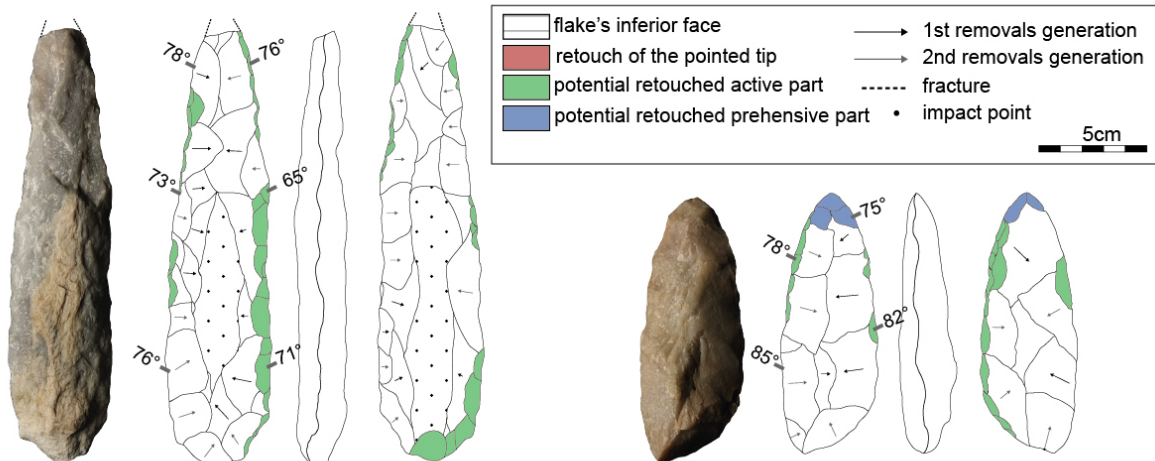 flake's inferior face
retouch of the pointed tip
potential retouched active part
potential retouched prehensive part
1st removals generation
2nd removals generation
fracture
impact point
5cm
78°
76°
73°
65°
76°
71°
75°
78°
82°
85°